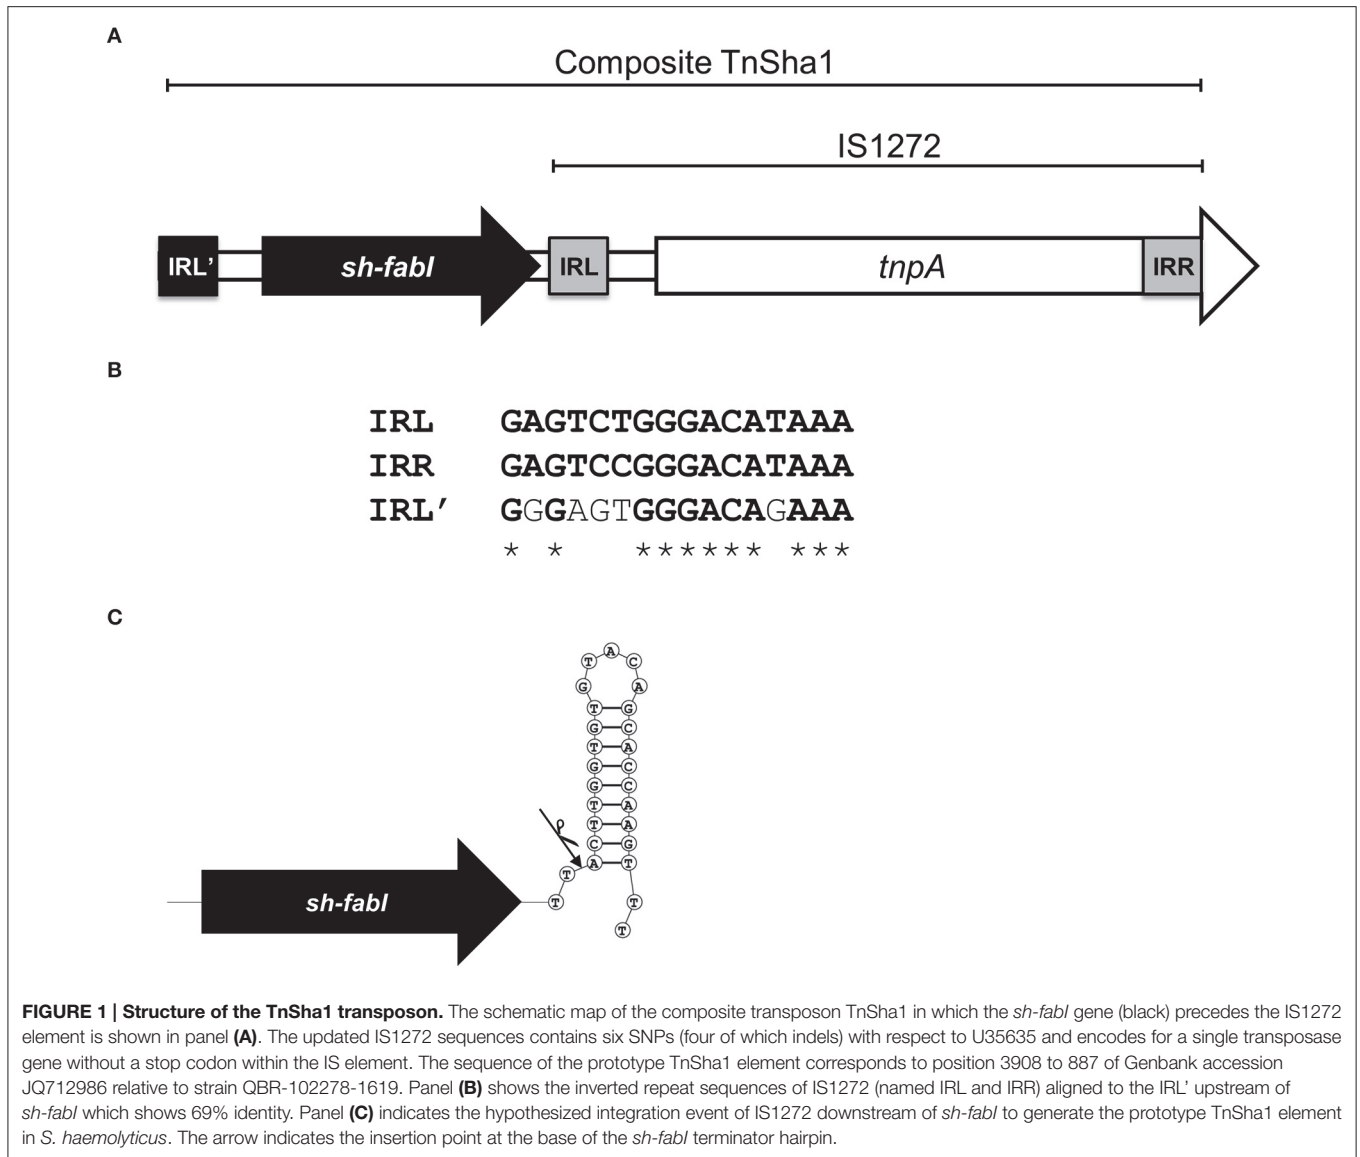 A
Composite TnSha1
IS1272
IRL' sh-fabI IRL tnpA IRR
B
IRL GAGTCTGGGACATAAA
IRR GAGTCCGGGACATAAA
IRL' GGGAGTGGGACAGAAA
* * ****** ***
C
A
T C
G A
T G
G C
T A
G C
G C
T A
T A
C G
A T
T
sh-fabI T T
T
FIGURE 1 | Structure of the TnSha1 transposon. The schematic map of the composite transposon TnSha1 in which the sh-fabI gene (black) precedes the IS1272
element is shown in panel (A). The updated IS1272 sequences contains six SNPs (four of which indels) with respect to U35635 and encodes for a single transposase
gene without a stop codon within the IS element. The sequence of the prototype TnSha1 element corresponds to position 3908 to 887 of Genbank accession
JQ712986 relative to strain QBR-102278-1619. Panel (B) shows the inverted repeat sequences of IS1272 (named IRL and IRR) aligned to the IRL' upstream of
sh-fabI which shows 69% identity. Panel (C) indicates the hypothesized integration event of IS1272 downstream of sh-fabI to generate the prototype TnSha1 element
in S. haemolyticus. The arrow indicates the insertion point at the base of the sh-fabI terminator hairpin.